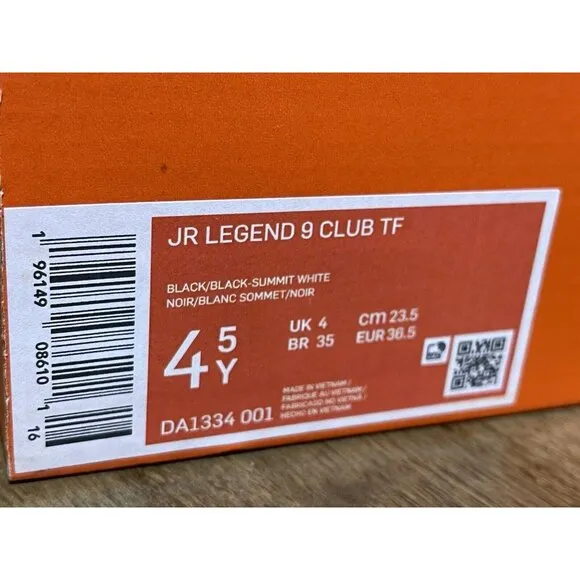 JR LEGEND 9 CLUB TF
BLACK/BLACK-SUMMIT WHITE
NOIR/BLANC SOMMET/NOIR
4 5 Y
UK 4 cm 23.5
BR 35 EUR 36.5
MADE IN VIETNAM /
FABRIQUE AU VIETNAM /
FABRICADO NO VIETNÃ /
HECHO EN VIETNAM
DA1334 001
1 96149 08610 1
16